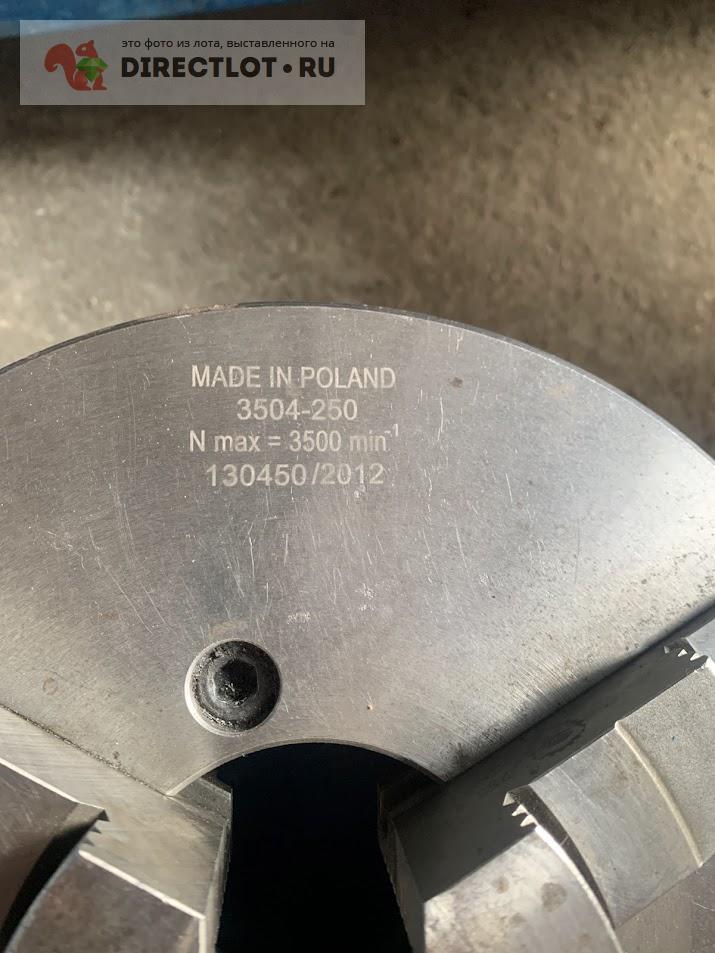 это фото из лота, выставленного на
DIRECTLOT•RU
MADE IN POLAND
3504-250
N max = 3500 min⁻¹
130450/2012